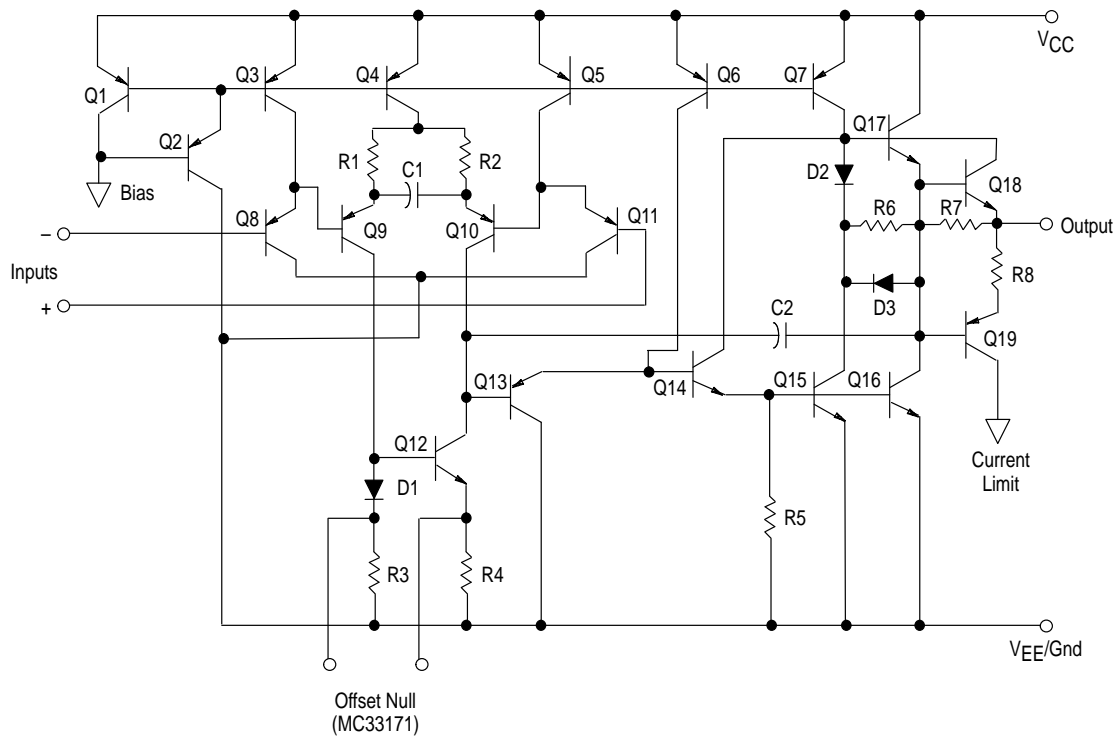 VCC
Q1
Q2
Q3
Q4
Q5
Q6
Q7
Q17
Bias
R1
C1
R2
D2
Q18
Q8
Q9
Q10
Q11
R6
R7
Output
–
Inputs
+
D3
R8
C2
Q19
Q13
Q14
Q15
Q16
Q12
D1
Current
Limit
R5
R3
R4
VEE/Gnd
Offset Null
(MC33171)